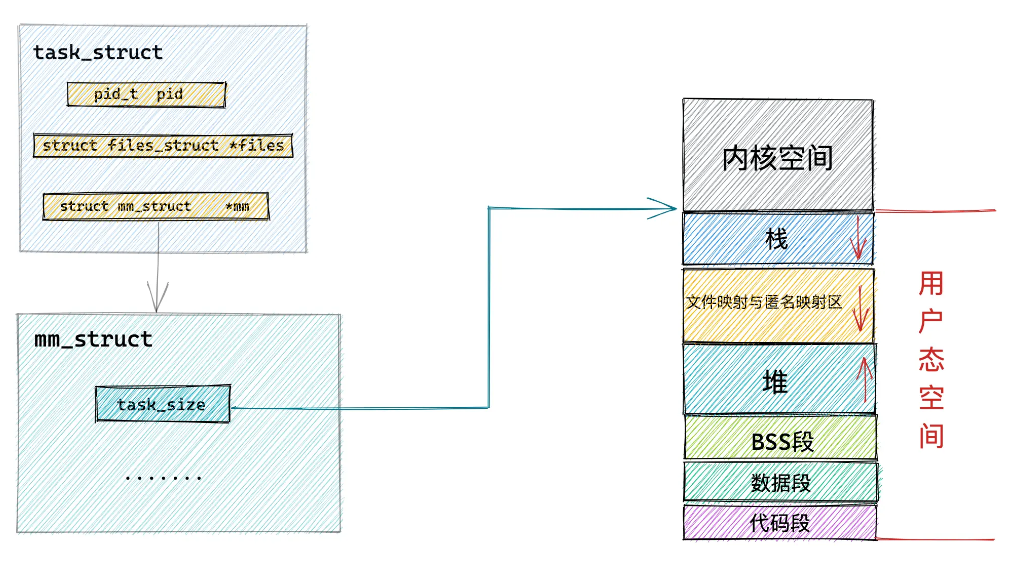 task_struct
pid_t pid
struct files_struct *files
struct mm_struct *mm
mm_struct
task_size
.......
内核空间
栈
文件映射与匿名映射区
堆
BSS段
数据段
代码段
用户态空间